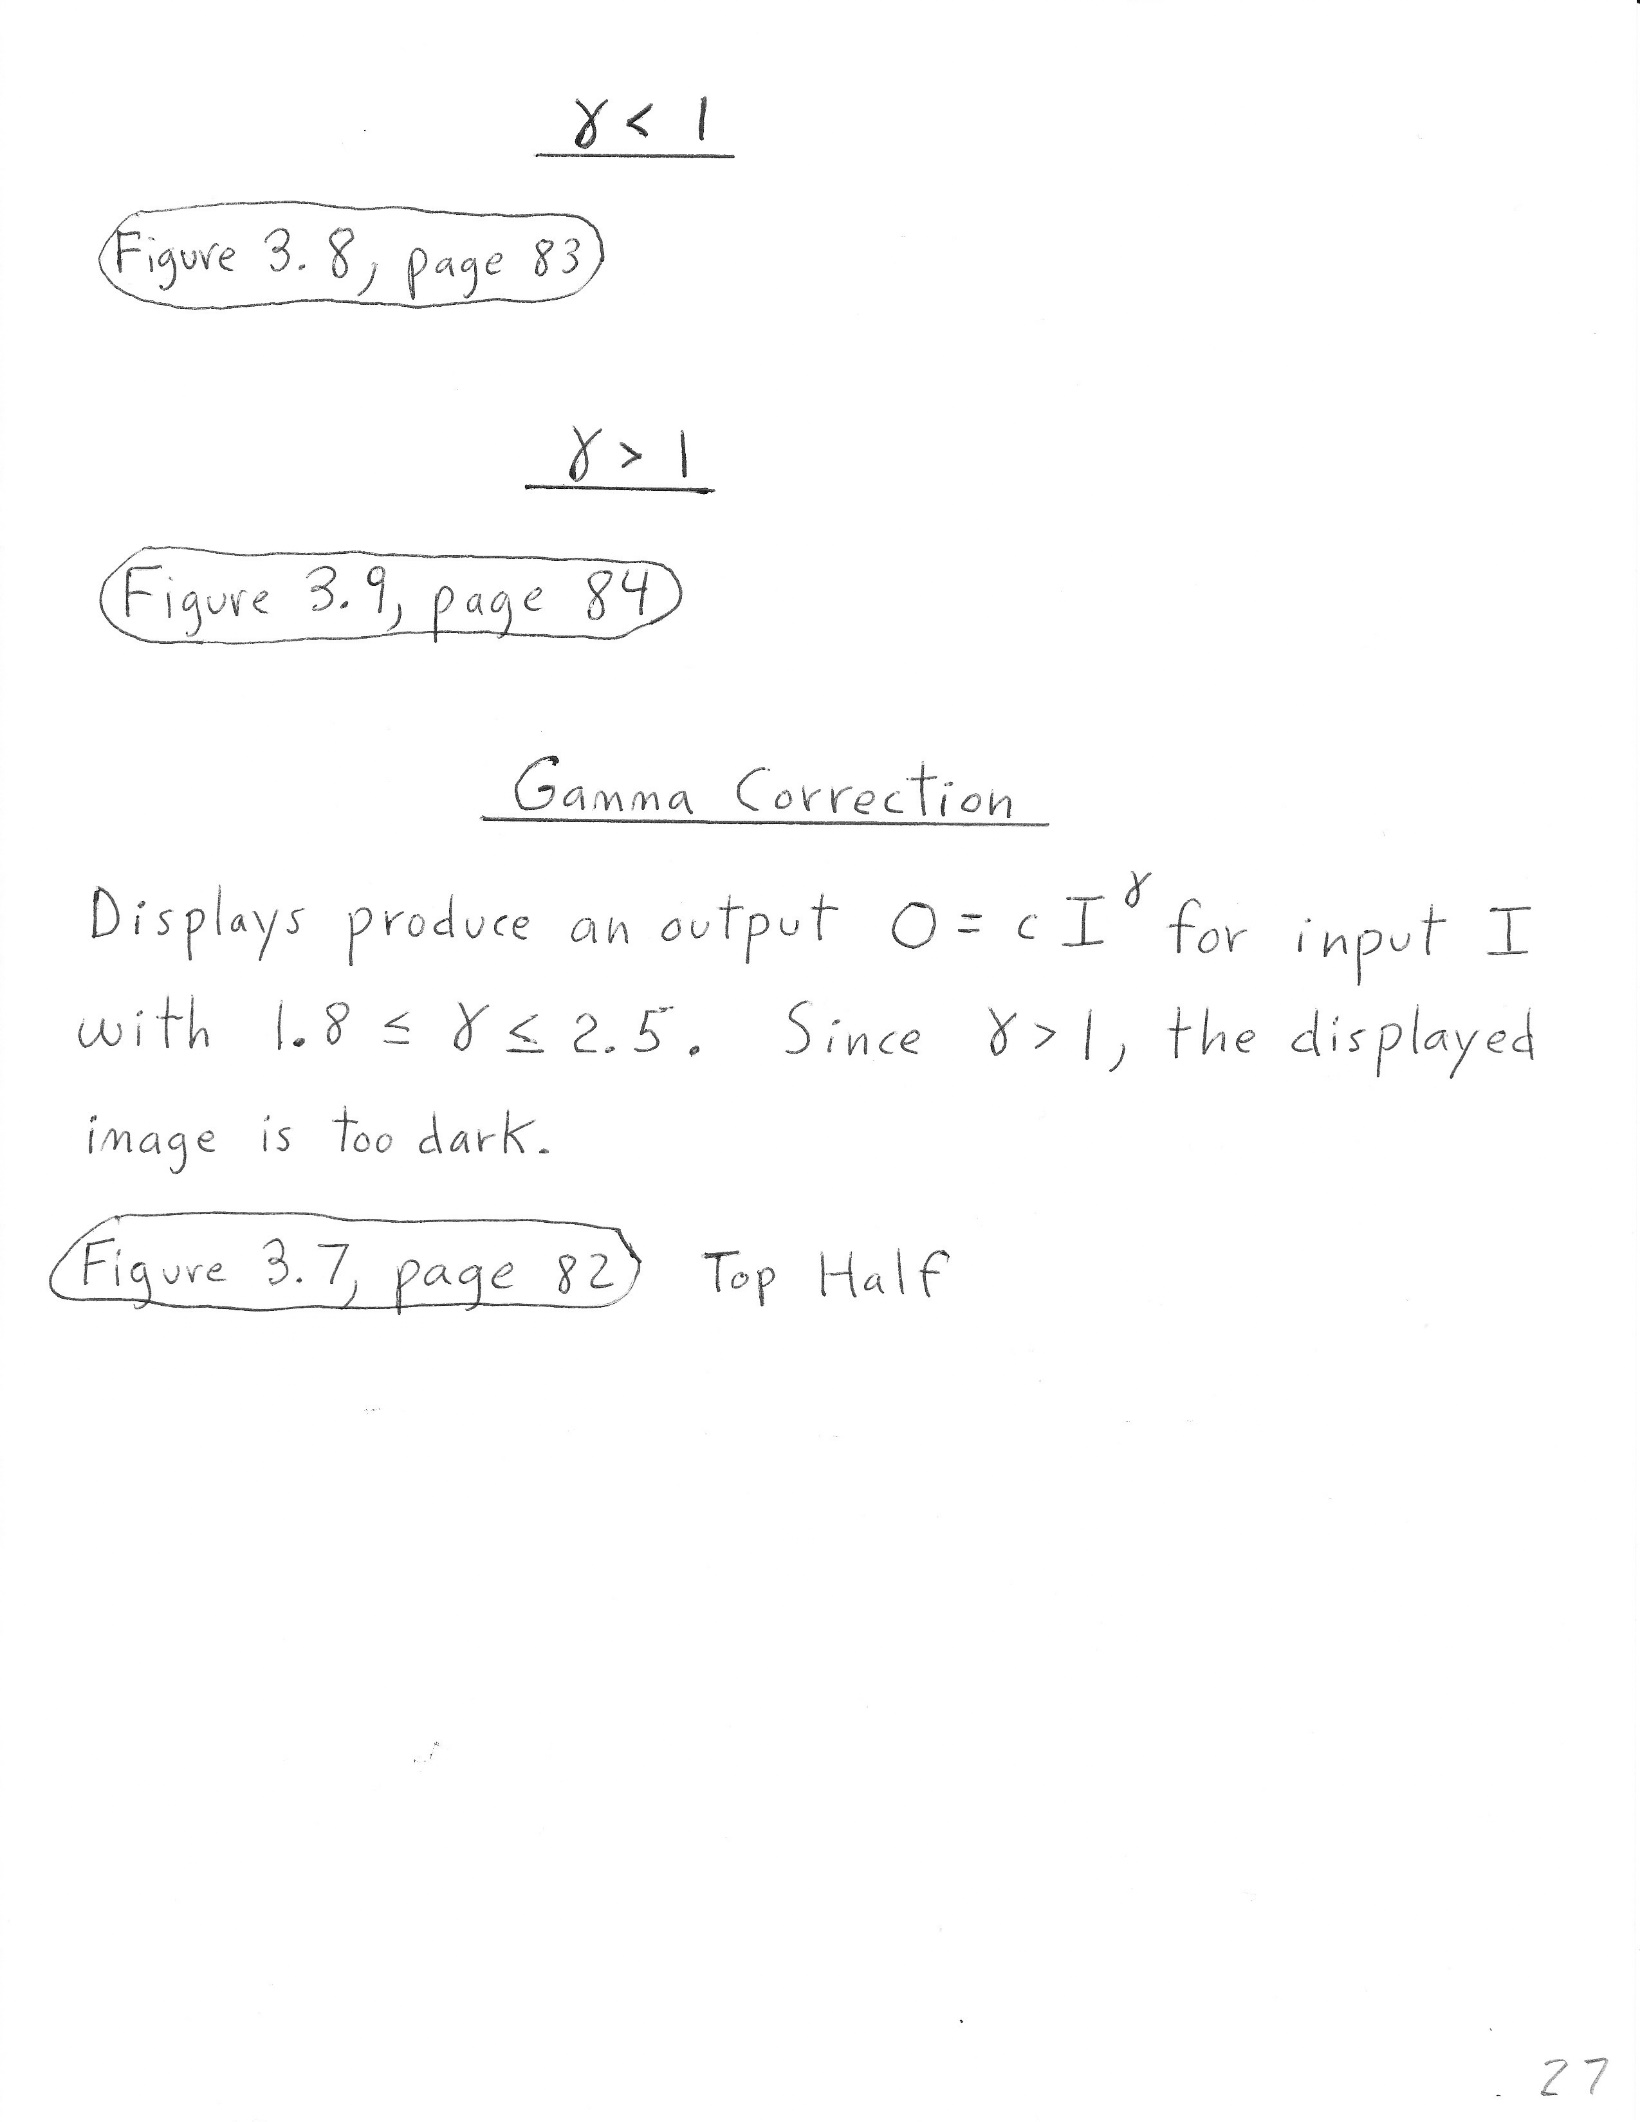 γ < 1
Figure 3.8, page 83
γ > 1
Figure 3.9, page 84
Gamma Correction
Displays produce an output O = c I^γ for input I
with 1.8 ≤ γ ≤ 2.5. Since γ > 1, the displayed
image is too dark.
Figure 3.7, page 82 Top Half
27